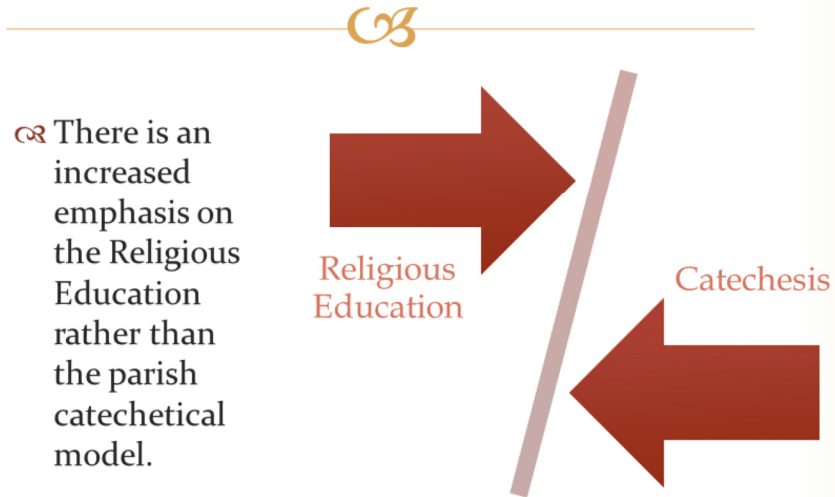 There is an
increased
emphasis on
the Religious
Education
rather than
the parish
catechetical
model.
Religious
Education
Catechesis